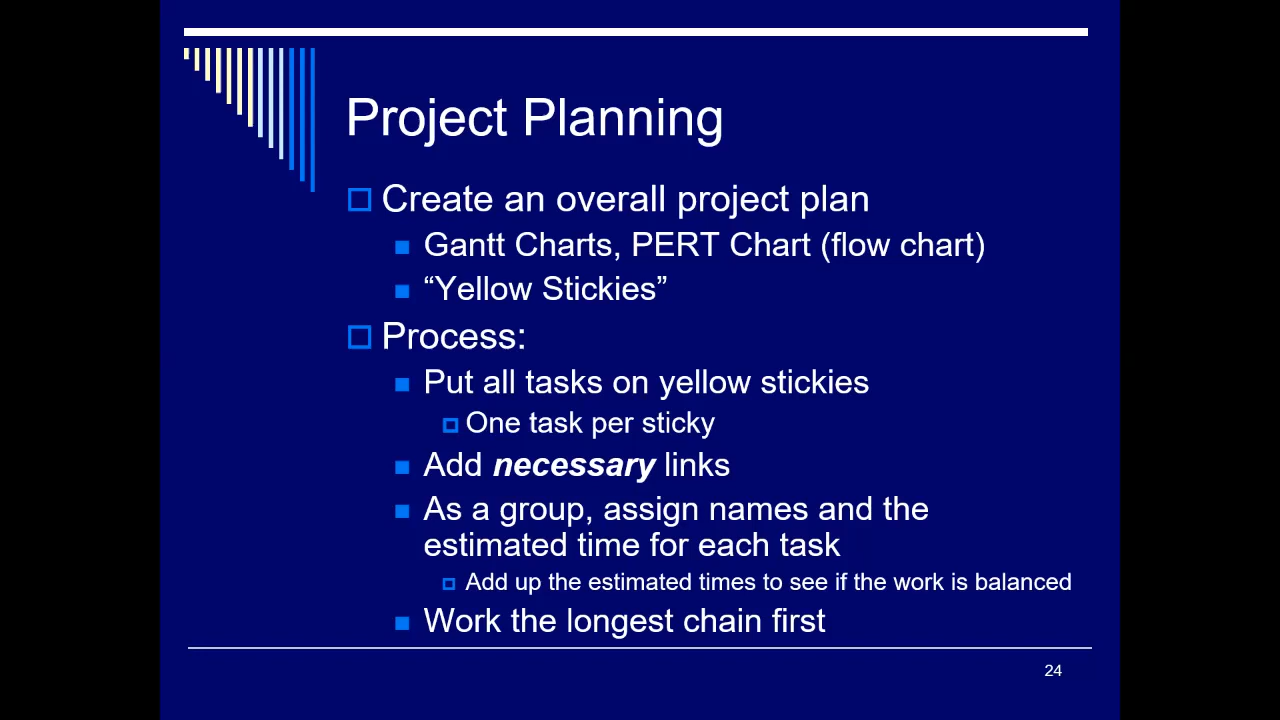 Project Planning
Create an overall project plan
Gantt Charts, PERT Chart (flow chart)
“Yellow Stickies”
Process:
Put all tasks on yellow stickies
One task per sticky
Add necessary links
As a group, assign names and the
estimated time for each task
Add up the estimated times to see if the work is balanced
Work the longest chain first
24